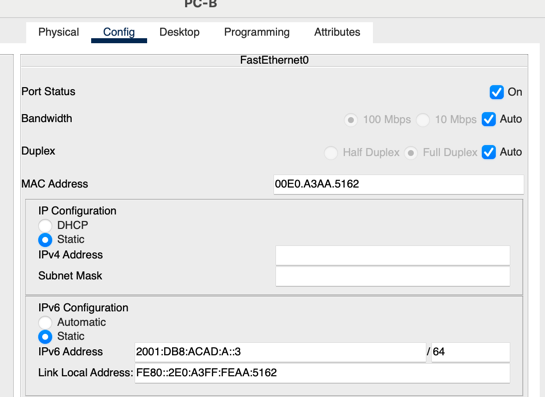 PC-B
Physical Config Desktop Programming Attributes
FastEthernet0
Port Status On
Bandwidth 100 Mbps 10 Mbps Auto
Duplex Half Duplex Full Duplex Auto
MAC Address 00E0.A3AA.5162
IP Configuration
DHCP
Static
IPv4 Address
Subnet Mask
IPv6 Configuration
Automatic
Static
IPv6 Address 2001:DB8:ACAD:A::3 / 64
Link Local Address: FE80::2E0:A3FF:FEAA:5162